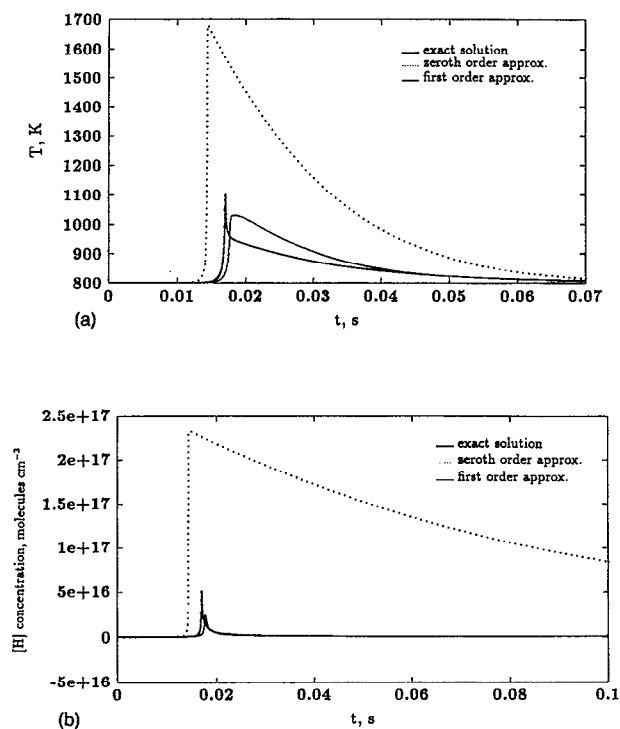 1700
1600
1500
1400
1300
1200
1100
1000
900
800
T, K
exact solution
zeroth order approx.
first order approx.
0 0.01 0.02 0.03 0.04 0.05 0.06 0.07
t, s
(a)
2.5e+17
2e+17
1.5e+17
1e+17
5e+16
0
-5e+16
[H] concentration, molecules cm⁻³
exact solution
zeroth order approx.
first order approx.
0 0.02 0.04 0.06 0.08 0.1
t, s
(b)